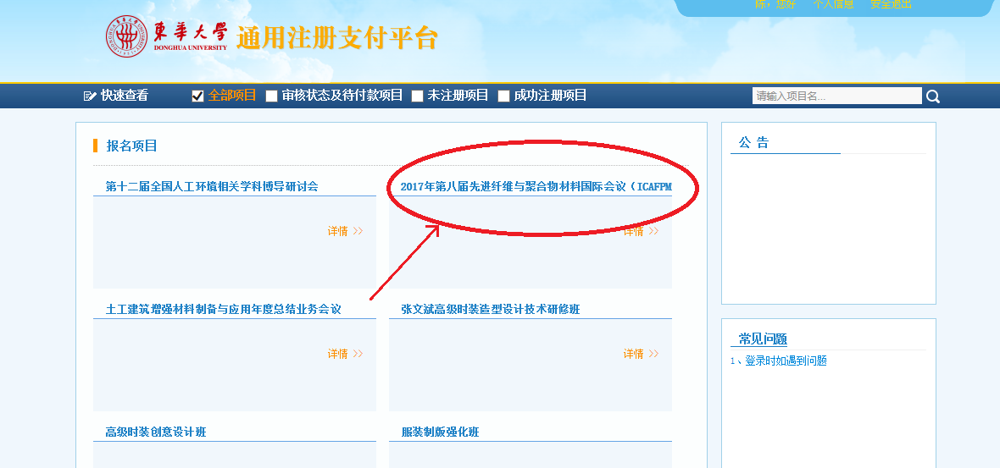 陈，您好 个人信息 安全退出
東華大學
DONGHUA UNIVERSITY
通用注册支付平台
快速查看 全部项目 审核状态及待付款项目 未注册项目 成功注册项目 请输入项目名...
报名项目
第十二届全国人工环境相关学科博导研讨会
详情 >>
2017年第八届先进纤维与聚合物材料国际会议（ICAFPM
详情 >>
土工建筑增强材料制备与应用年度总结业务会议
详情 >>
张文斌高级时装造型设计技术研修班
详情 >>
高级时装创意设计班
服装制版强化班
公 告
常见问题
1、登录时如遇到问题